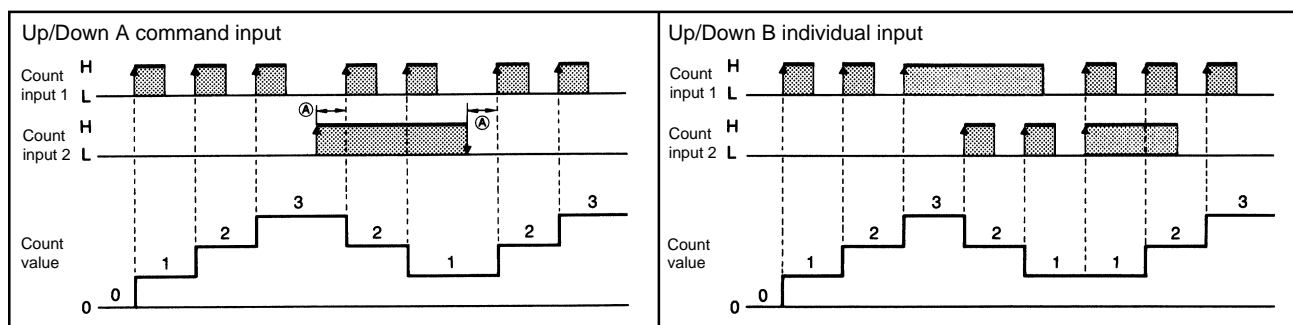 Up/Down A command input
Count input 1
H
L
A
A
Count input 2
H
L
Count value
0
0
1
2
3
2
1
2
3
Up/Down B individual input
Count input 1
H
L
Count input 2
H
L
Count value
0
0
1
2
3
2
1
1
2
3